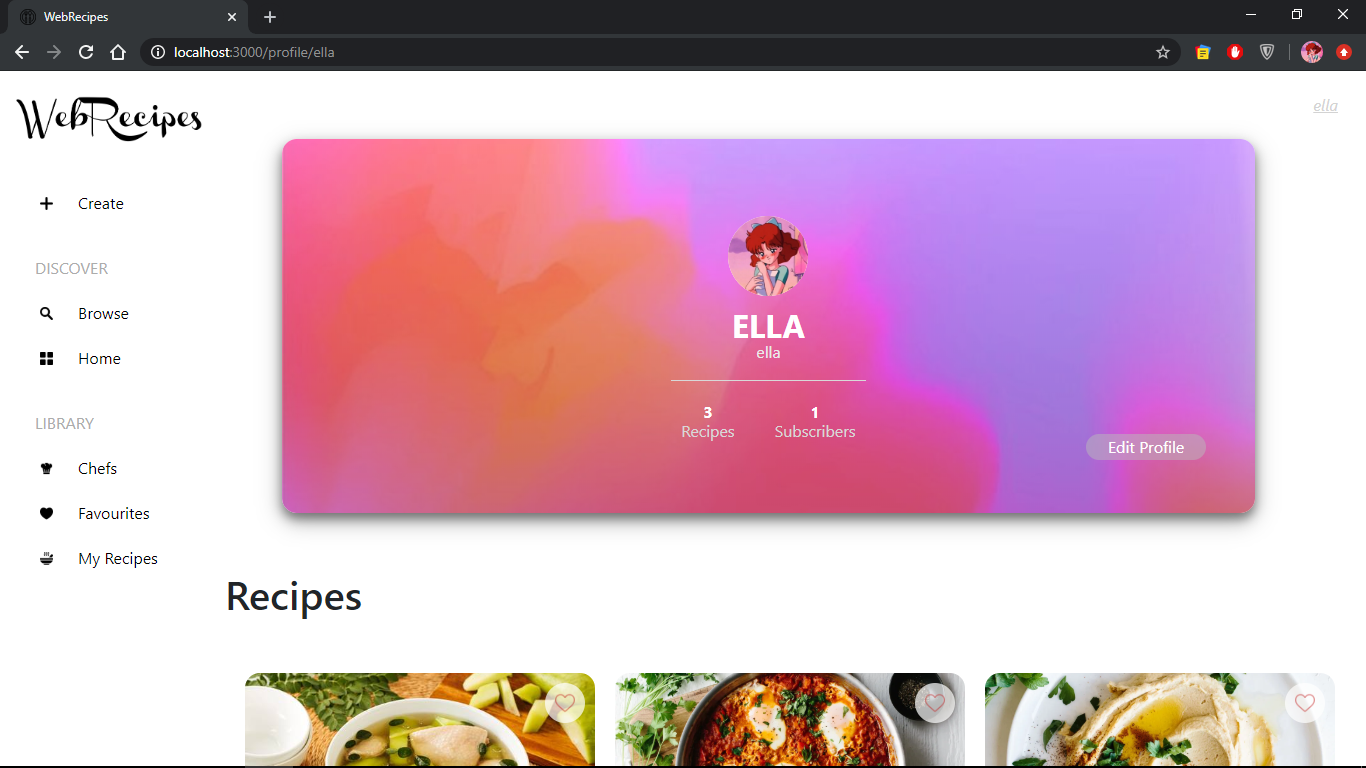 WebRecipes
localhost:3000/profile/ella
WebRecipes
ella
Create
DISCOVER
Browse
Home
LIBRARY
Chefs
Favourites
My Recipes
ELLA
ella
3 1
Recipes Subscribers
Edit Profile
Recipes